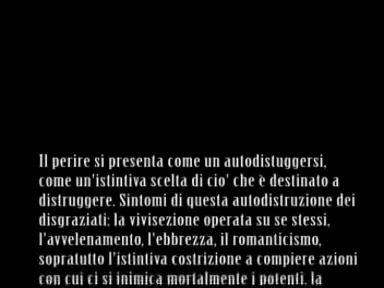 Il perire si presenta come un autodistuggersi,
come un'istintiva scelta di cio' che è destinato a
distruggere. Sintomi di questa autodistruzione dei
disgraziati: la vivisezione operata su se stessi,
l'avvelenamento, l'ebbrezza, il romanticismo,
sopratutto l'istintiva costrizione a compiere azioni
con cui ci si inimica mortalmente i potenti, la